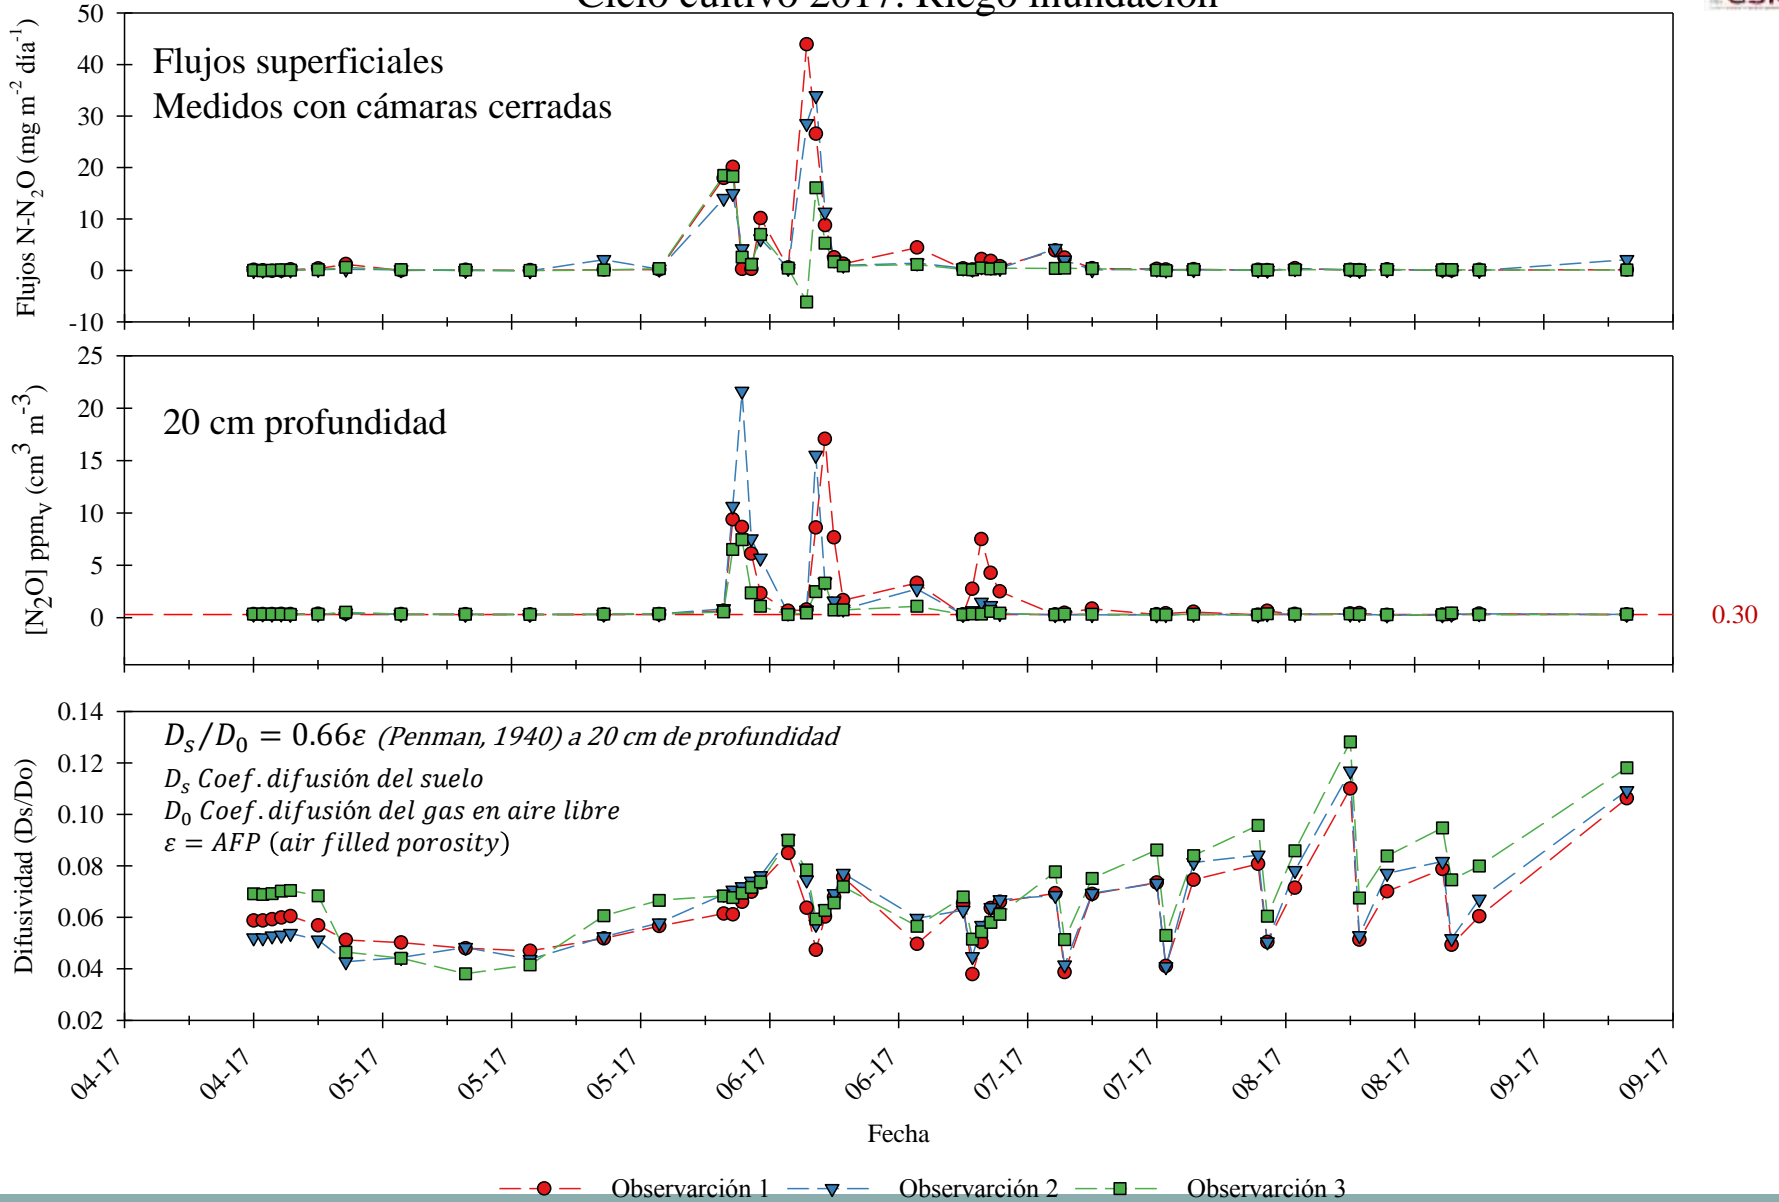 Ciclo cultivo 2017. Riego inundación
Flujos N-N₂O (mg m⁻² día⁻¹)
50
40
30
20
10
0
-10
Flujos superficiales
Medidos con cámaras cerradas
[N₂O] ppmᵥ (cm³ m⁻³)
25
20
15
10
5
0
20 cm profundidad
0.30
Difusividad (Ds/Do)
0.14
0.12
0.10
0.08
0.06
0.04
0.02
Dₛ/D₀ = 0.66ε (Penman, 1940) a 20 cm de profundidad
Dₛ Coef. difusión del suelo
D₀ Coef. difusión del gas en aire libre
ε = AFP (air filled porosity)
04-17 04-17 05-17 05-17 05-17 06-17 06-17 07-17 07-17 08-17 08-17 09-17 09-17
Fecha
Observarción 1 Observarción 2 Observarción 3